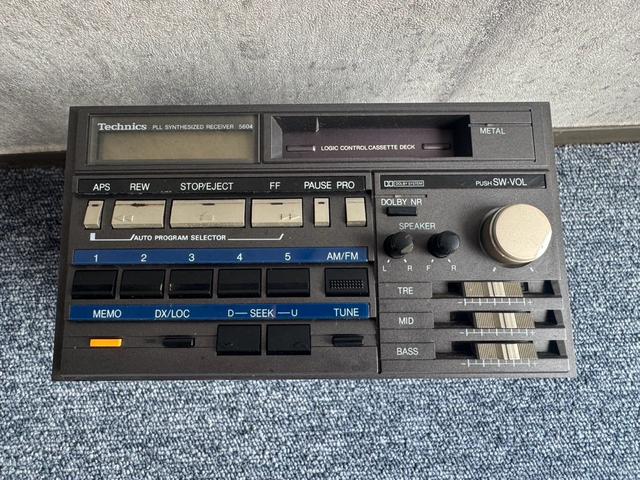 Technics PLL SYNTHESIZED RECEIVER 5604
LOGIC CONTROL CASSETTE DECK
METAL
APS REW STOP/EJECT FF PAUSE PRO
DOLBY SYSTEM
PUSH SW-VOL
DOLBY NR
AUTO PROGRAM SELECTOR
SPEAKER
1 2 3 4 5 AM/FM
L R F R
TRE
MEMO DX/LOC D—SEEK—U TUNE
MID
BASS